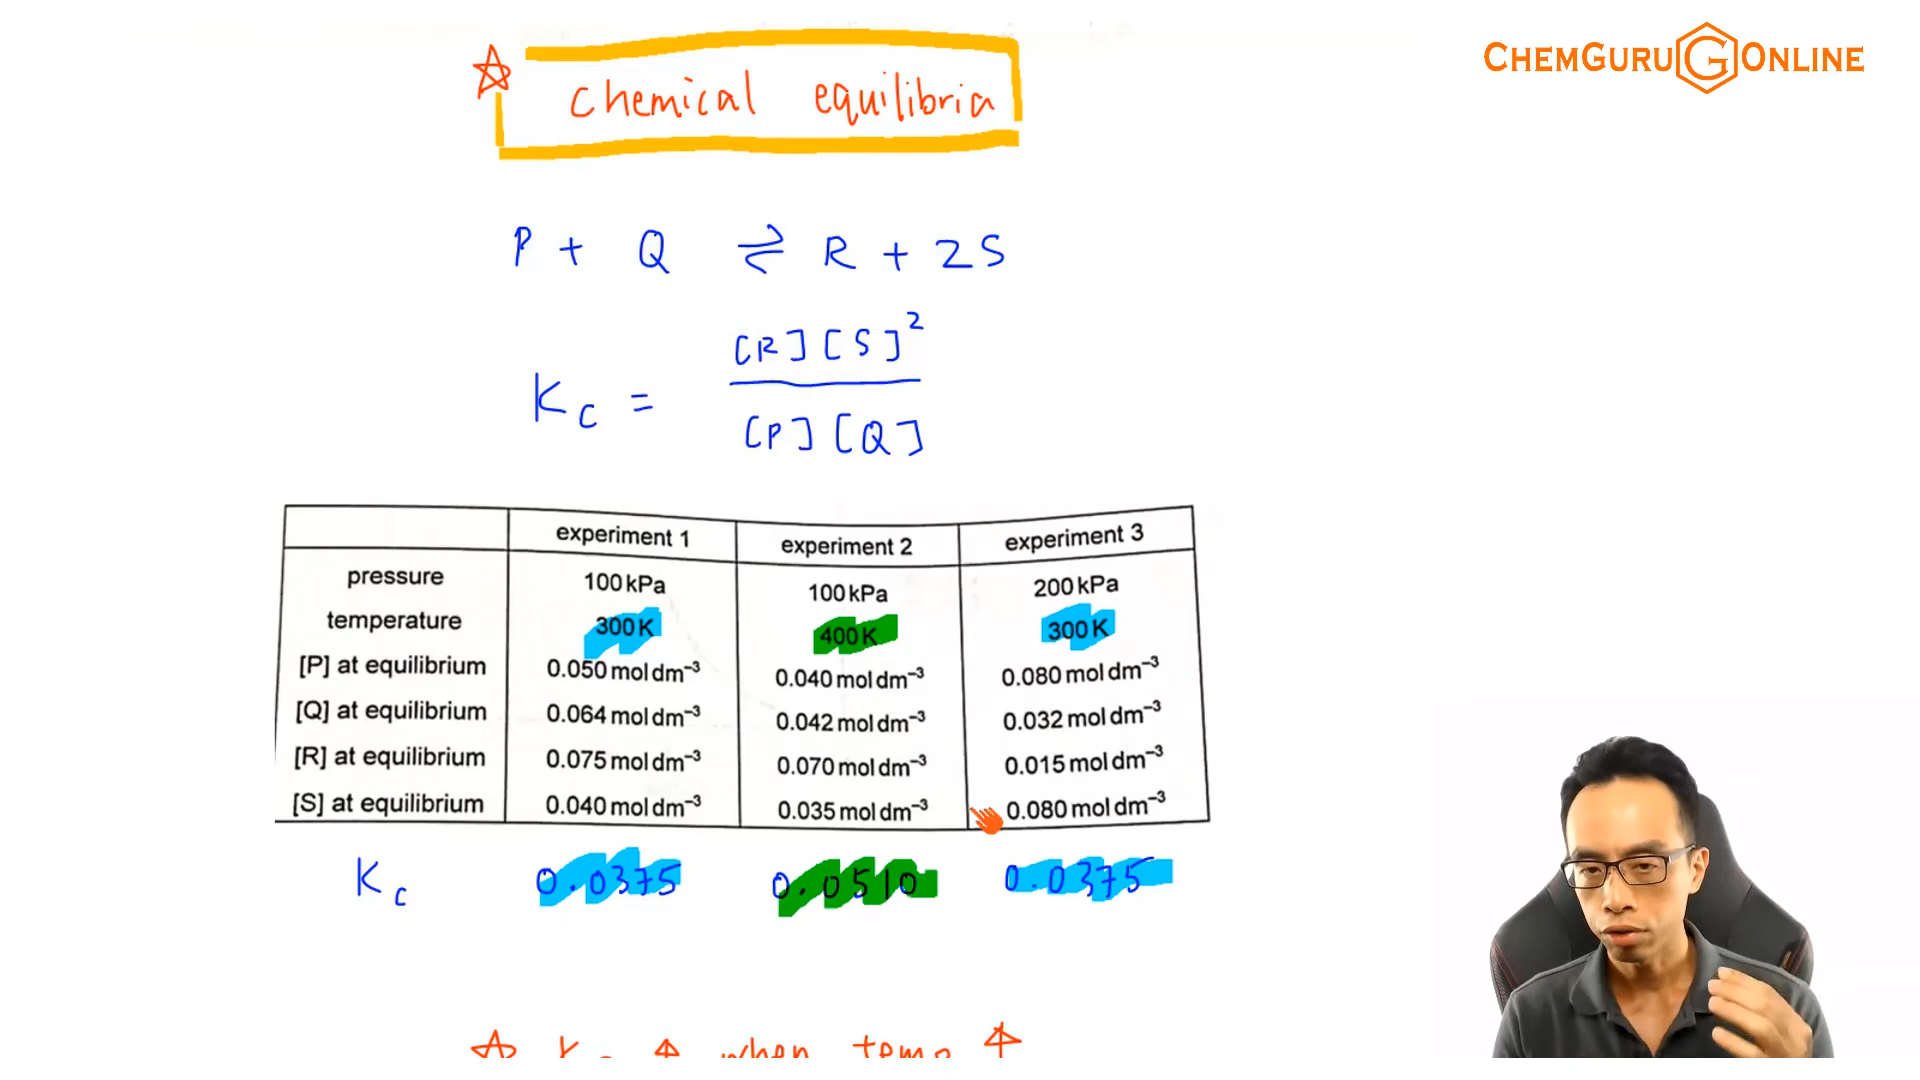 CHEMGURU G ONLINE
☆ chemical equilibria
P + Q ⇌ R + 2S
[R][S]²
Kc = ─────
[P][Q]
experiment 1 experiment 2 experiment 3
pressure 100 kPa 100 kPa 200 kPa
temperature 300 K 400 K 300 K
[P] at equilibrium 0.050 mol dm⁻³ 0.040 mol dm⁻³ 0.080 mol dm⁻³
[Q] at equilibrium 0.064 mol dm⁻³ 0.042 mol dm⁻³ 0.032 mol dm⁻³
[R] at equilibrium 0.075 mol dm⁻³ 0.070 mol dm⁻³ 0.015 mol dm⁻³
[S] at equilibrium 0.040 mol dm⁻³ 0.035 mol dm⁻³ 0.080 mol dm⁻³
Kc 0.0375 0.0510 0.0375
☆ Kc ↑ when temp ↑